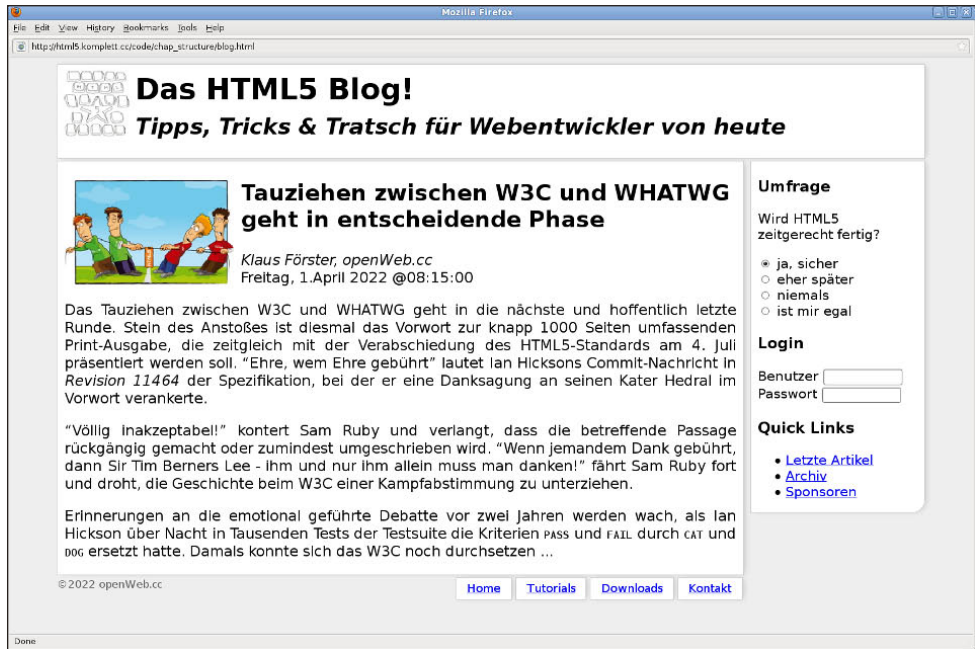 Mozilla Firefox
File Edit View History Bookmarks Tools Help
http://html5.komplett.cc/code/chap_structure/blog.html
Das HTML5 Blog!
Tipps, Tricks & Tratsch für Webentwickler von heute
Tauziehen zwischen W3C und WHATWG
geht in entscheidende Phase
Klaus Förster, openWeb.cc
Freitag, 1.April 2022 @08:15:00
Das Tauziehen zwischen W3C und WHATWG geht in die nächste und hoffentlich letzte
Runde. Stein des Anstoßes ist diesmal das Vorwort zur knapp 1000 Seiten umfassenden
Print-Ausgabe, die zeitgleich mit der Verabschiedung des HTML5-Standards am 4. Juli
präsentiert werden soll. “Ehre, wem Ehre gebührt” lautet Ian Hicksons Commit-Nachricht in
Revision 11464 der Spezifikation, bei der er eine Danksagung an seinen Kater Hedral im
Vorwort verankerte.
“Völlig inakzeptabel!” kontert Sam Ruby und verlangt, dass die betreffende Passage
rückgängig gemacht oder zumindest umgeschrieben wird. “Wenn jemandem Dank gebührt,
dann Sir Tim Berners Lee - ihm und nur ihm allein muss man danken!” fährt Sam Ruby fort
und droht, die Geschichte beim W3C einer Kampfabstimmung zu unterziehen.
Erinnerungen an die emotional geführte Debatte vor zwei Jahren werden wach, als Ian
Hickson über Nacht in Tausenden Tests der Testsuite die Kriterien PASS und FAIL durch CAT und
DOG ersetzt hatte. Damals konnte sich das W3C noch durchsetzen ...
Umfrage
Wird HTML5
zeitgerecht fertig?
ja, sicher
eher später
niemals
ist mir egal
Login
Benutzer
Passwort
Quick Links
Letzte Artikel
Archiv
Sponsoren
©2022 openWeb.cc
Home Tutorials Downloads Kontakt
Done